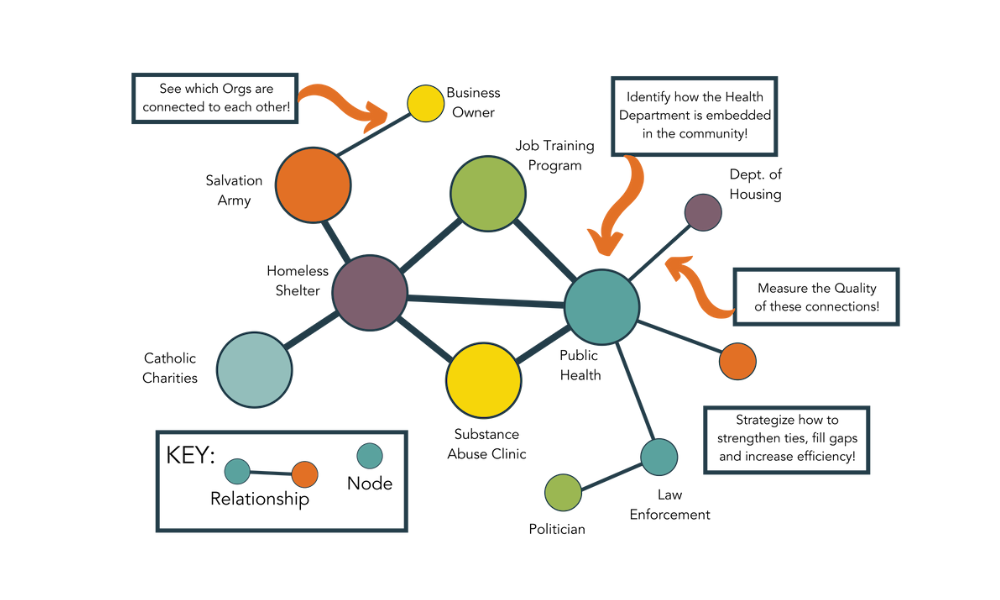 See which Orgs are
connected to each other!
Business
Owner
Identify how the Health
Department is embedded
in the community!
Job Training
Program
Dept. of
Housing
Salvation
Army
Homeless
Shelter
Measure the Quality
of these connections!
Catholic
Charities
Public
Health
Substance
Abuse Clinic
Strategize how to
strengthen ties, fill gaps
and increase efficiency!
KEY:
Relationship
Node
Law
Enforcement
Politician